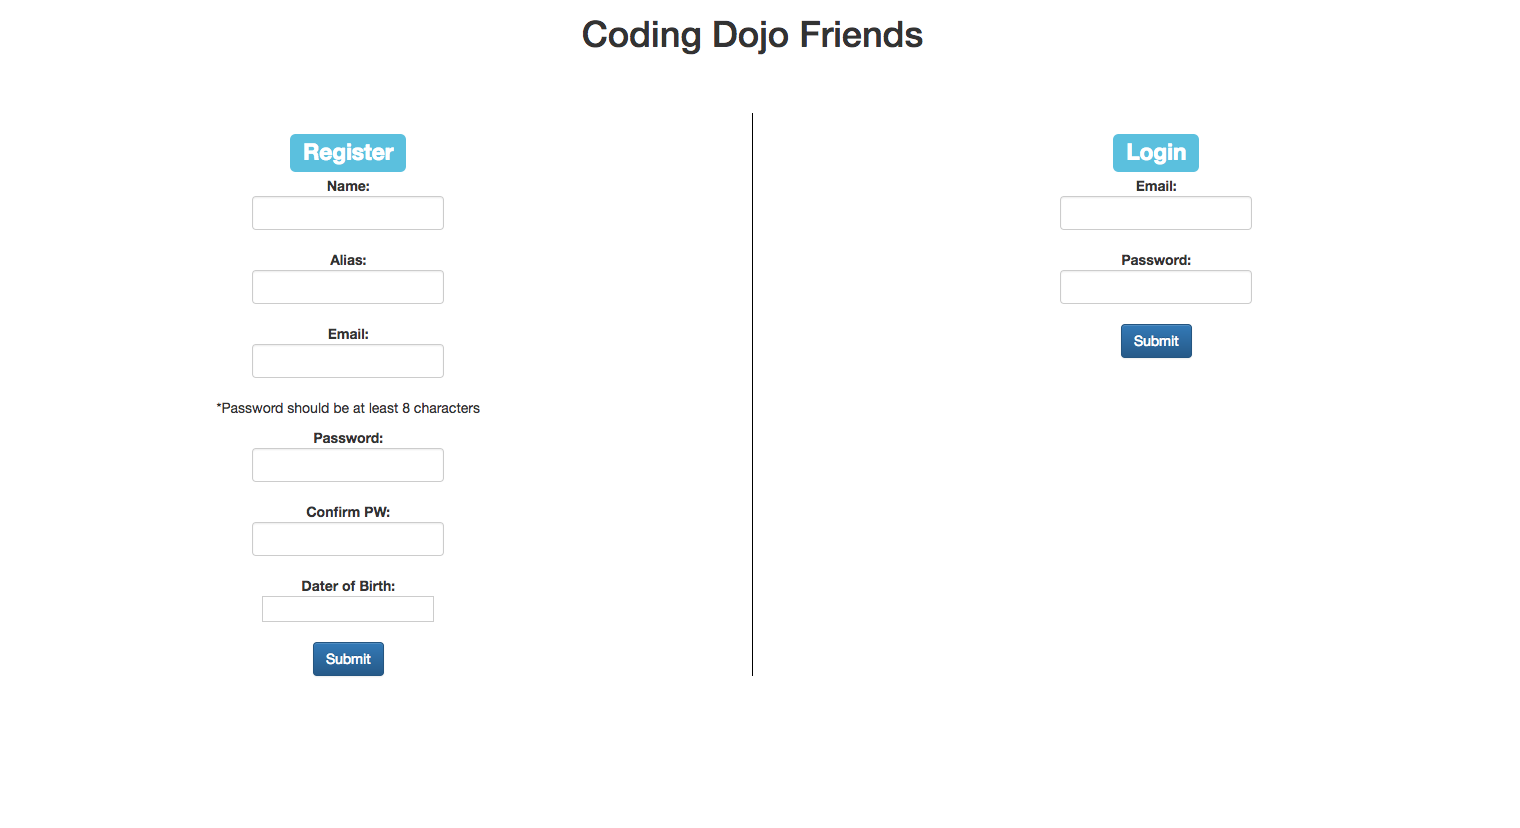 Coding Dojo Friends
Register
Name:
Alias:
Email:
*Password should be at least 8 characters
Password:
Confirm PW:
Dater of Birth:
Submit
Login
Email:
Password:
Submit